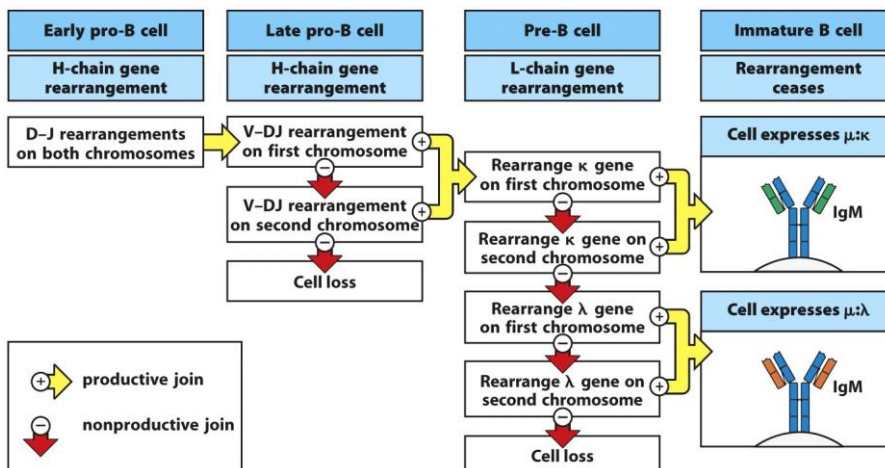 Early pro-B cell
H-chain gene
rearrangement
D–J rearrangements
on both chromosomes
Late pro-B cell
H-chain gene
rearrangement
V–DJ rearrangement
on first chromosome
+
−
V–DJ rearrangement
on second chromosome
+
−
Cell loss
Pre-B cell
L-chain gene
rearrangement
Rearrange κ gene
on first chromosome
+
−
Rearrange κ gene on
second chromosome
+
−
Rearrange λ gene
on first chromosome
+
−
Rearrange λ gene on
second chromosome
+
−
Cell loss
Immature B cell
Rearrangement
ceases
Cell expresses μ:κ
IgM
Cell expresses μ:λ
IgM
+ productive join
− nonproductive join